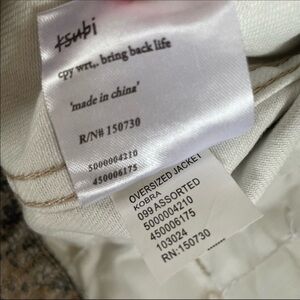 tsubi
cpy wrt,. bring back life
'made in china'
R/N# 150730
5000004210
450006175
OVERSIZED JACKET
KOBRA
099 ASSORTED
5000004210
450006175
103024
RN: 150730